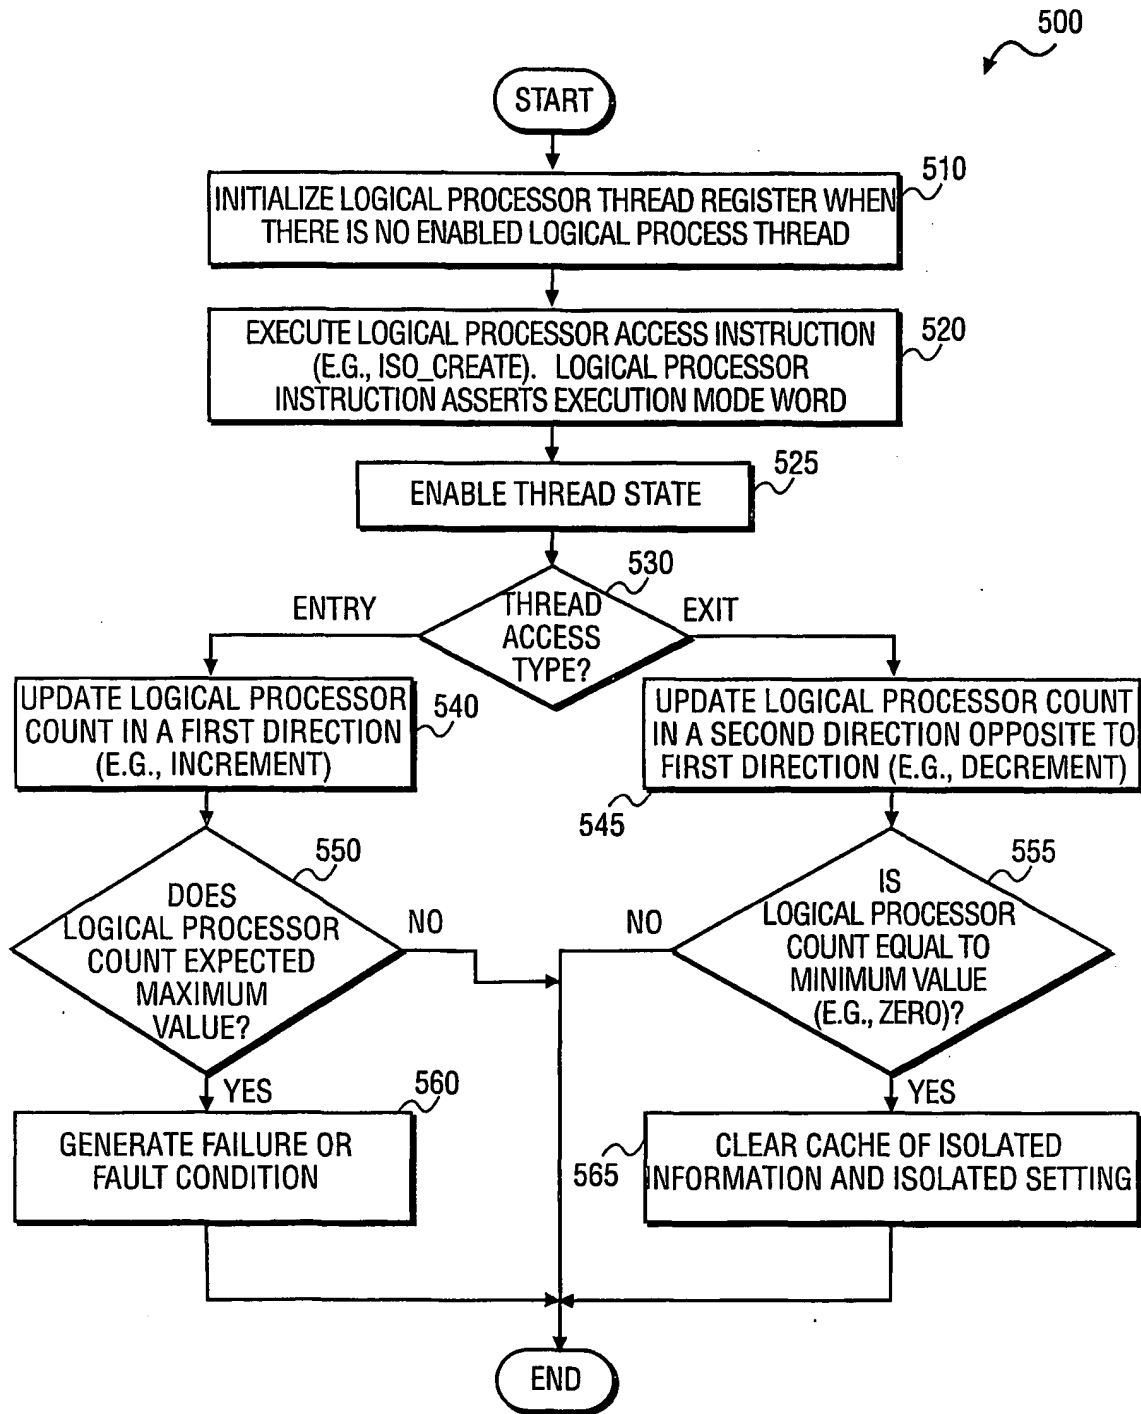 500
START
510
INITIALIZE LOGICAL PROCESSOR THREAD REGISTER WHEN
THERE IS NO ENABLED LOGICAL PROCESS THREAD
EXECUTE LOGICAL PROCESSOR ACCESS INSTRUCTION
(E.G., ISO_CREATE). LOGICAL PROCESSOR
INSTRUCTION ASSERTS EXECUTION MODE WORD
520
525
ENABLE THREAD STATE
530
ENTRY
THREAD
ACCESS
TYPE?
EXIT
UPDATE LOGICAL PROCESSOR
COUNT IN A FIRST DIRECTION
(E.G., INCREMENT)
540
UPDATE LOGICAL PROCESSOR COUNT
IN A SECOND DIRECTION OPPOSITE TO
FIRST DIRECTION (E.G., DECREMENT)
545
550
DOES
LOGICAL PROCESSOR
COUNT EXPECTED
MAXIMUM
VALUE?
NO
555
IS
LOGICAL PROCESSOR
COUNT EQUAL TO
MINIMUM VALUE
(E.G., ZERO)?
NO
YES
560
GENERATE FAILURE OR
FAULT CONDITION
YES
565
CLEAR CACHE OF ISOLATED
INFORMATION AND ISOLATED SETTING
END